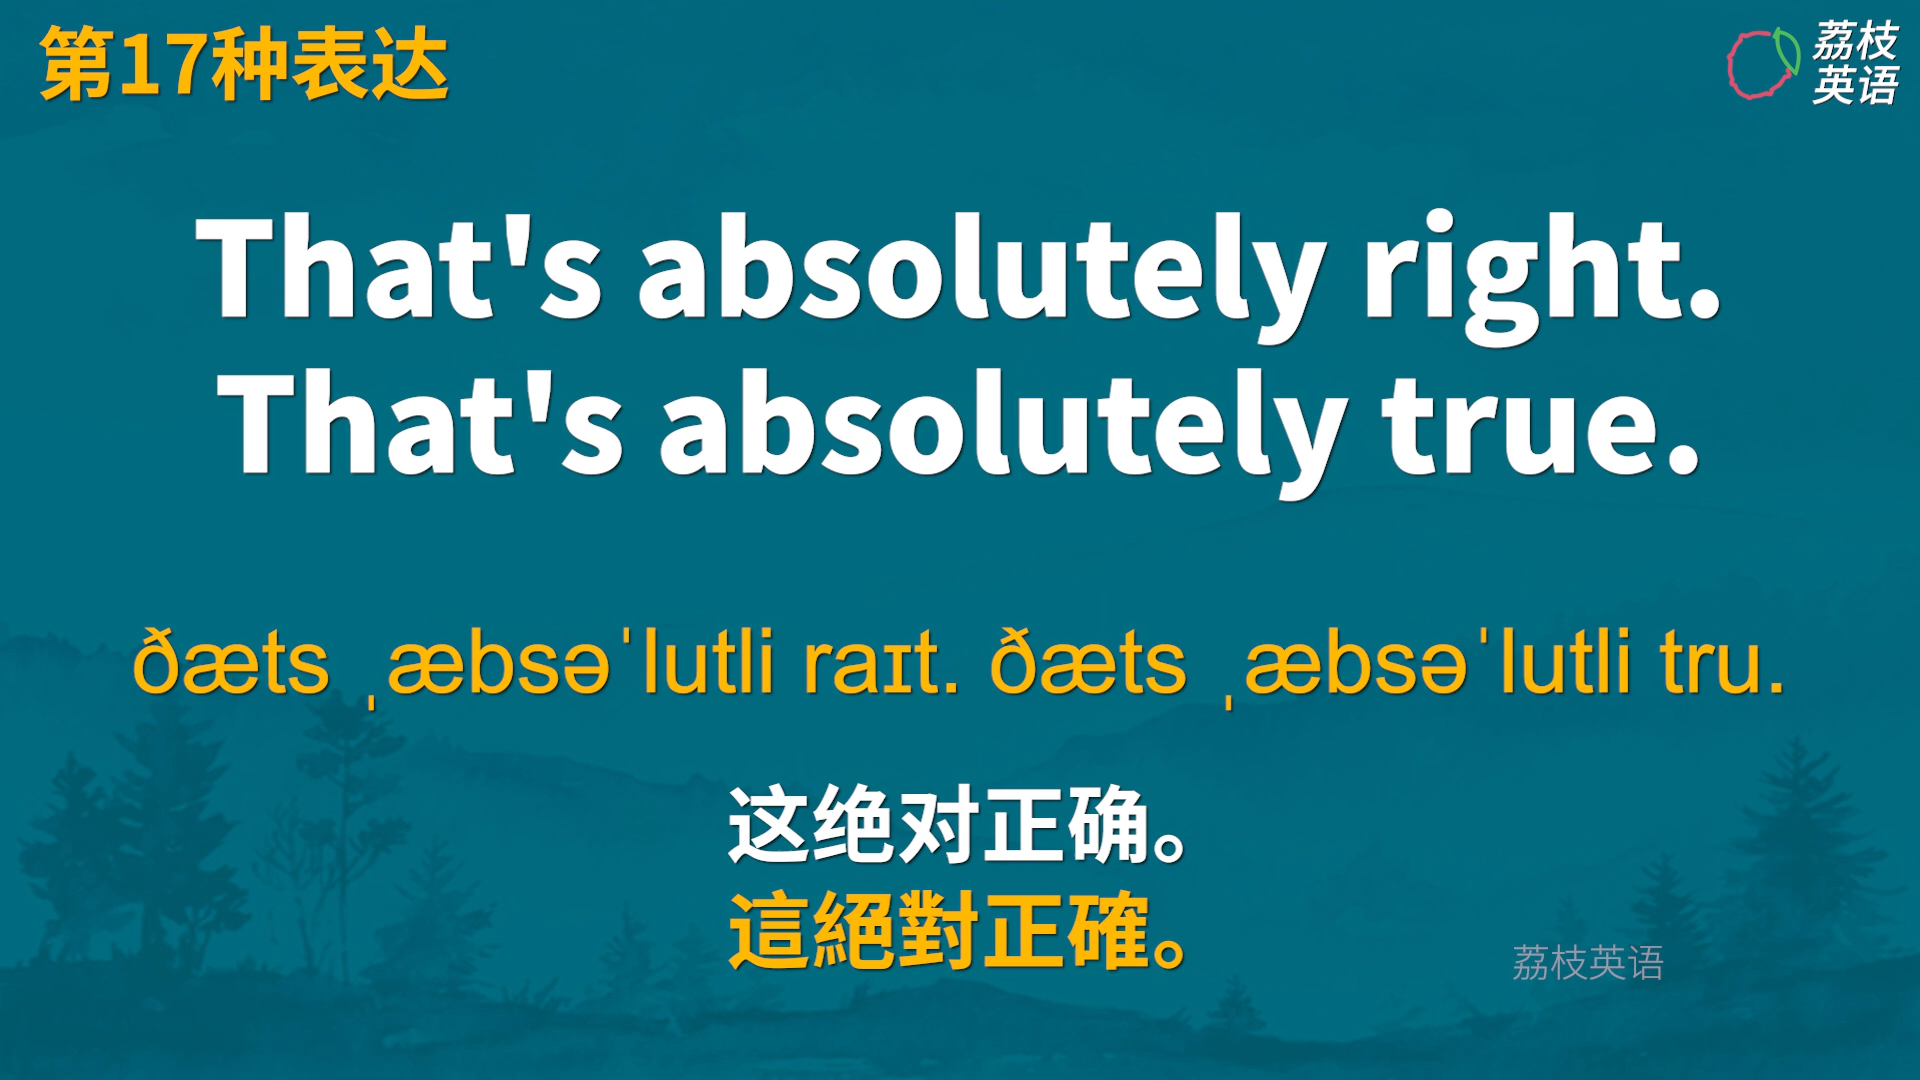 第17种表达
荔枝
英语
That's absolutely right.
That's absolutely true.
ðæts ˌæbsəˈlutli raɪt. ðæts ˌæbsəˈlutli tru.
这绝对正确。
這絕對正確。
荔枝英语